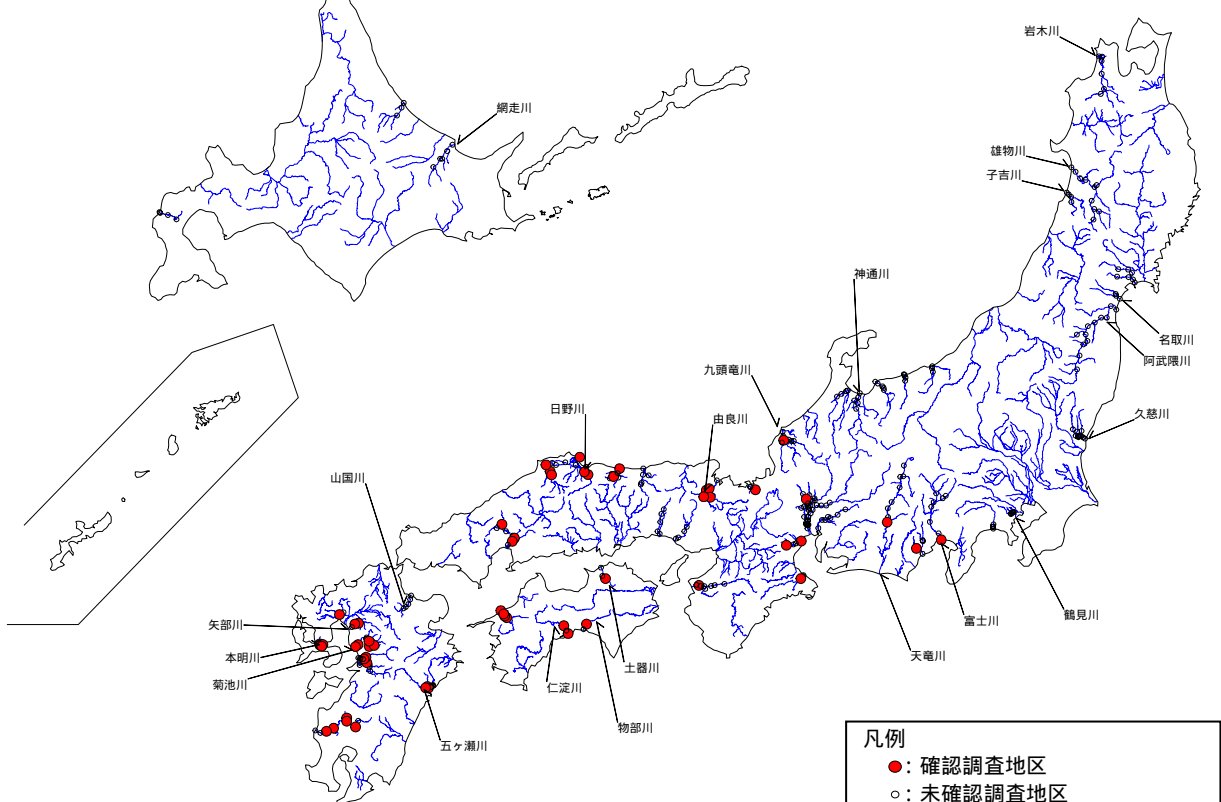 岩木川
網走川
雄物川
子吉川
神通川
名取川
阿武隈川
九頭竜川
日野川
由良川
久慈川
山国川
鶴見川
富士川
矢部川
天竜川
本明川
土器川
菊池川
仁淀川
物部川
五ヶ瀬川
凡例
●：確認調査地区
○：未確認調査地区